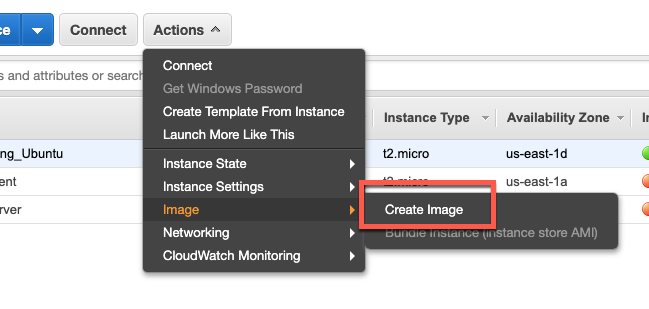 ce Connect Actions
s and attributes or searc
Connect
Get Windows Password
Create Template From Instance
Launch More Like This
Instance State
Instance Settings
Image
Networking
CloudWatch Monitoring
Create Image
Bundle Instance (instance store AMI)
Instance Type Availability Zone In
ng_Ubuntu t2.micro us-east-1d
ent t2.micro us-east-1a
rver